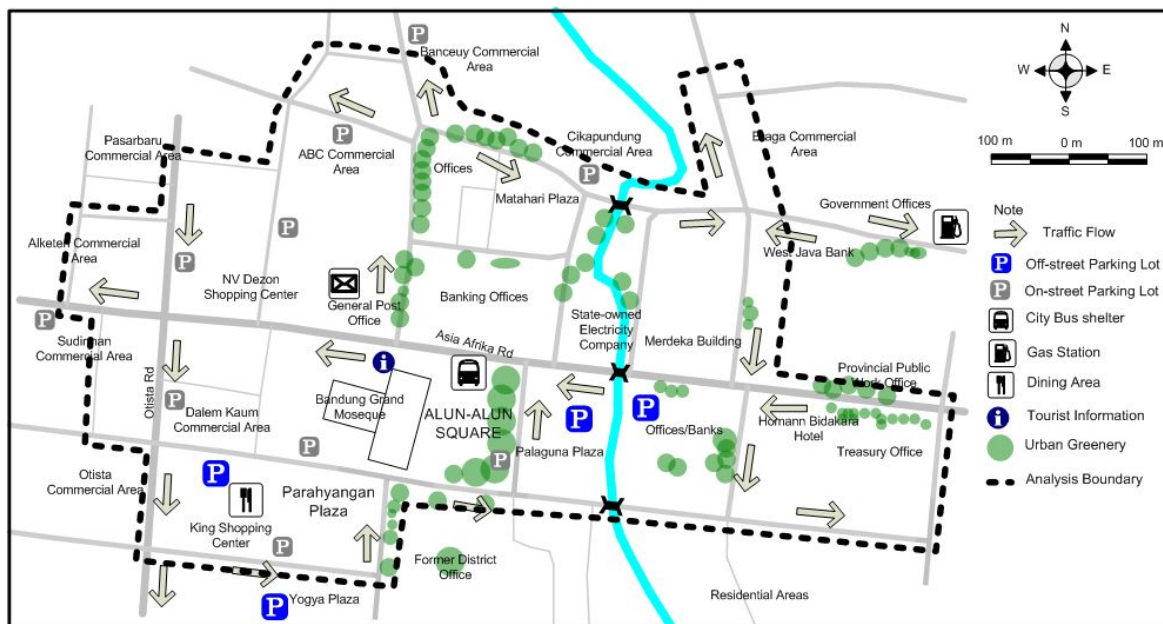 P
Banceuy Commercial
Area
P
Pasarbaru
Commercial Area
P
ABC Commercial
Area
Offices
Matahari Plaza
Cikapundung
Commercial Area
P
Braga Commercial
Area
N
W
E
S
100 m
0 m
100 m
Government Offices
West Java Bank
Alketeri Commercial
Area
P
P
NV Dezon
Shopping Center
General Post
Office
Banking Offices
State-owned
Electricity
Company
Merdeka Building
P
Sudirman
Commercial Area
Otista Rd
Asia Afrika Rd
i
Bandung Grand
Mosque
ALUN-ALUN
SQUARE
P
Dalem Kaum
Commercial Area
P
P
P
Palaguna Plaza
P
Offices/Banks
Provincial Public
Work Office
Homann Bidakara
Hotel
Treasury Office
Otista
Commercial Area
P
King Shopping
Center
Parahyangan
Plaza
P
P
Yogya Plaza
Former District
Office
Residential Areas
Note
Traffic Flow
P
Off-street Parking Lot
P
On-street Parking Lot
City Bus shelter
Gas Station
Dining Area
i
Tourist Information
Urban Greenery
Analysis Boundary